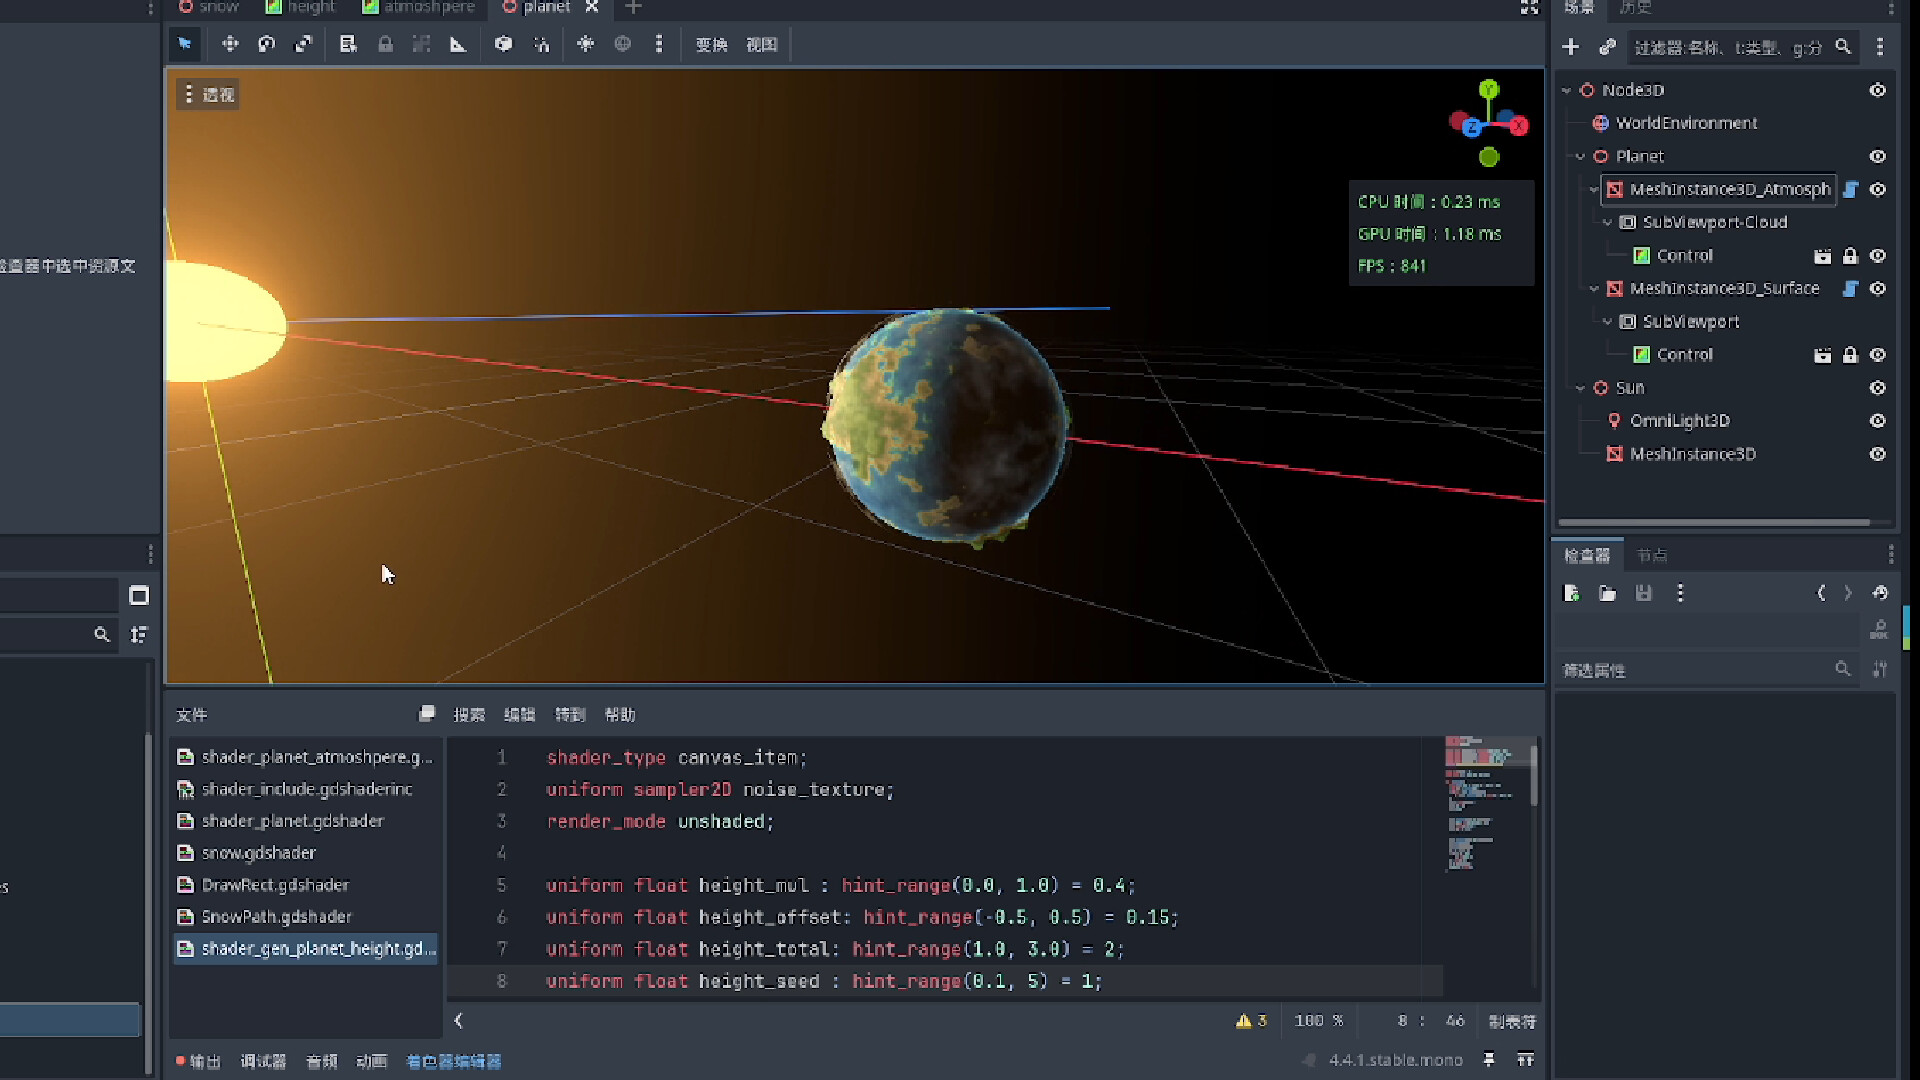 snow
height
atmoshpere
planet
场景
历史
变换
视图
过滤器:名称、t:类型、g:分
透视
Node3D
WorldEnvironment
Planet
MeshInstance3D_Atmosph
SubViewport-Cloud
Control
MeshInstance3D_Surface
SubViewport
Control
Sun
OmniLight3D
MeshInstance3D
Y
Z
X
CPU 时间：0.23 ms
GPU 时间：1.18 ms
FPS：841
检查器中选中资源文
检查器
节点
筛选属性
文件
搜索
编辑
转到
帮助
shader_planet_atmoshpere.g...
shader_include.gdshaderinc
shader_planet.gdshader
snow.gdshader
DrawRect.gdshader
SnowPath.gdshader
shader_gen_planet_height.gd...
1 shader_type canvas_item;
2 uniform sampler2D noise_texture;
3 render_mode unshaded;
4
5 uniform float height_mul : hint_range(0.0, 1.0) = 0.4;
6 uniform float height_offset: hint_range(-0.5, 0.5) = 0.15;
7 uniform float height_total: hint_range(1.0, 3.0) = 2;
8 uniform float height_seed : hint_range(0.1, 5) = 1;
3
100 %
8 : 46
制表符
输出
调试器
音频
动画
着色器编辑器
4.4.1.stable.mono